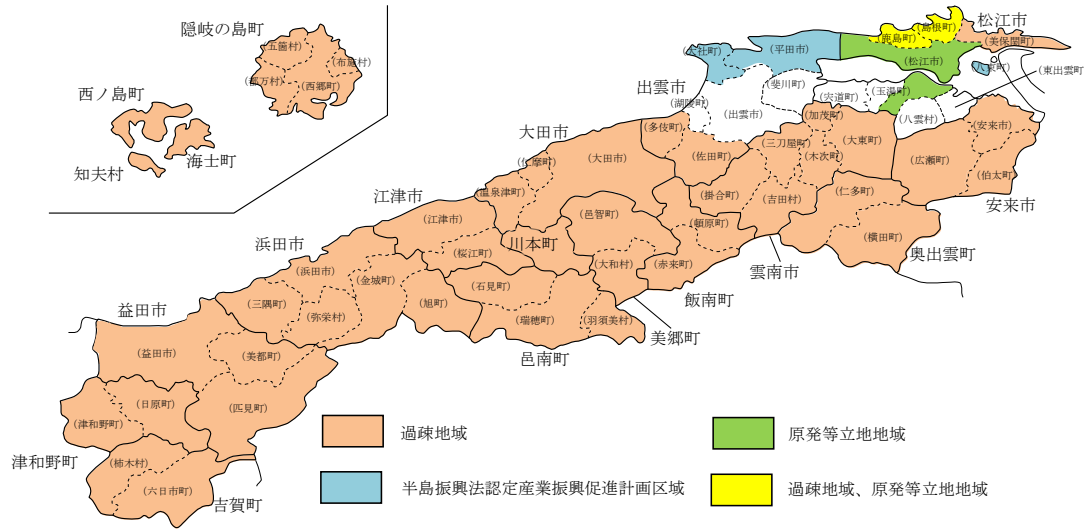 隠岐の島町
(五箇村)
(布施村)
(都万村)
(西郷町)
西ノ島町
海士町
知夫村
松江市
(島根町)
(鹿島町)
(美保関町)
(松江市)
(八束町)
(東出雲町)
(玉湯町)
(宍道町)
(八雲村)
出雲市
(大社町)
(平田市)
(斐川町)
(湖陵町)
(出雲市)
(多伎町)
(佐田町)
安来市
(安来市)
(広瀬町)
(伯太町)
雲南市
(加茂町)
(大東町)
(三刀屋町)
(木次町)
(掛合町)
(吉田村)
奥出雲町
(仁多町)
(横田町)
飯南町
(頓原町)
(赤来町)
大田市
(大田市)
(仁摩町)
(温泉津町)
美郷町
(邑智町)
(大和村)
川本町
江津市
(江津市)
(桜江町)
邑南町
(石見町)
(瑞穂町)
(羽須美村)
浜田市
(浜田市)
(金城町)
(三隅町)
(弥栄村)
(旭町)
益田市
(益田市)
(美都町)
(匹見町)
津和野町
(日原町)
(津和野町)
吉賀町
(柿木村)
(六日市町)
過疎地域
原発等立地地域
半島振興法認定産業振興促進計画区域
過疎地域、原発等立地地域